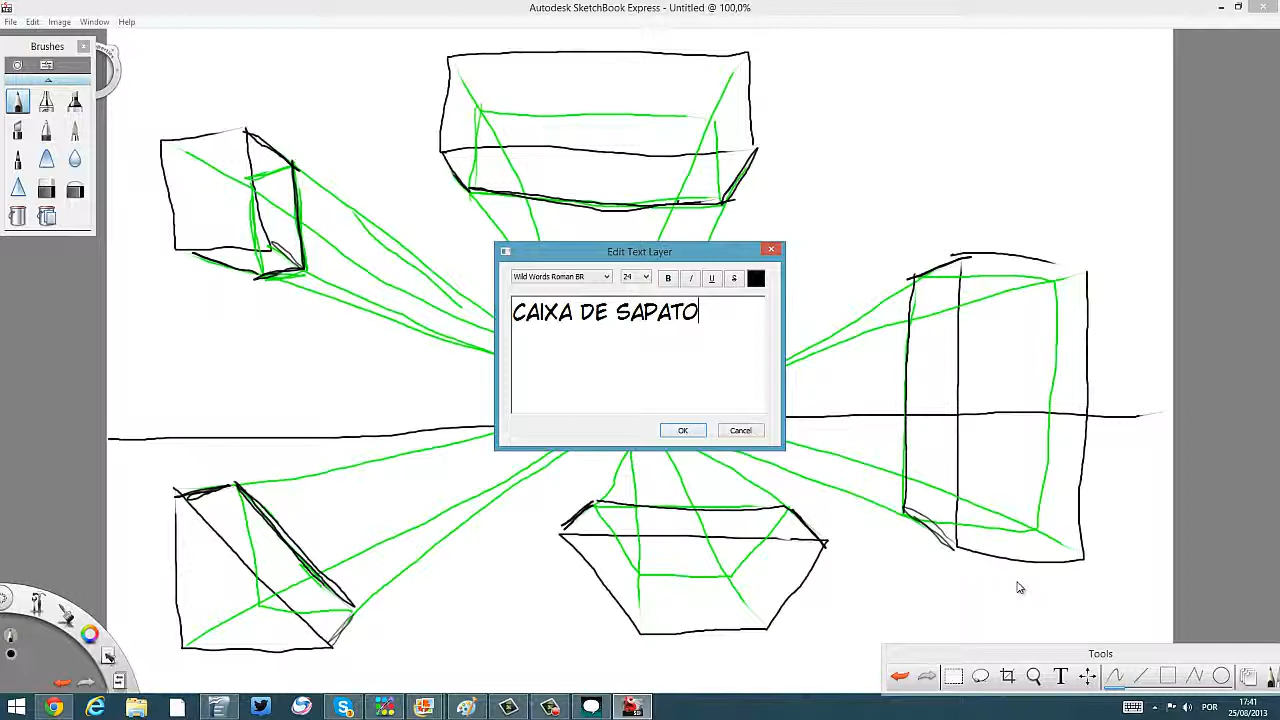 Autodesk SketchBook Express - Untitled @ 100,0%
File Edit Image Window Help
Brushes
Edit Text Layer
Wild Words Roman BR 24 B I U S
CAIXA DE SAPATO
OK Cancel
Tools
T
POR
17:41
25/08/2013